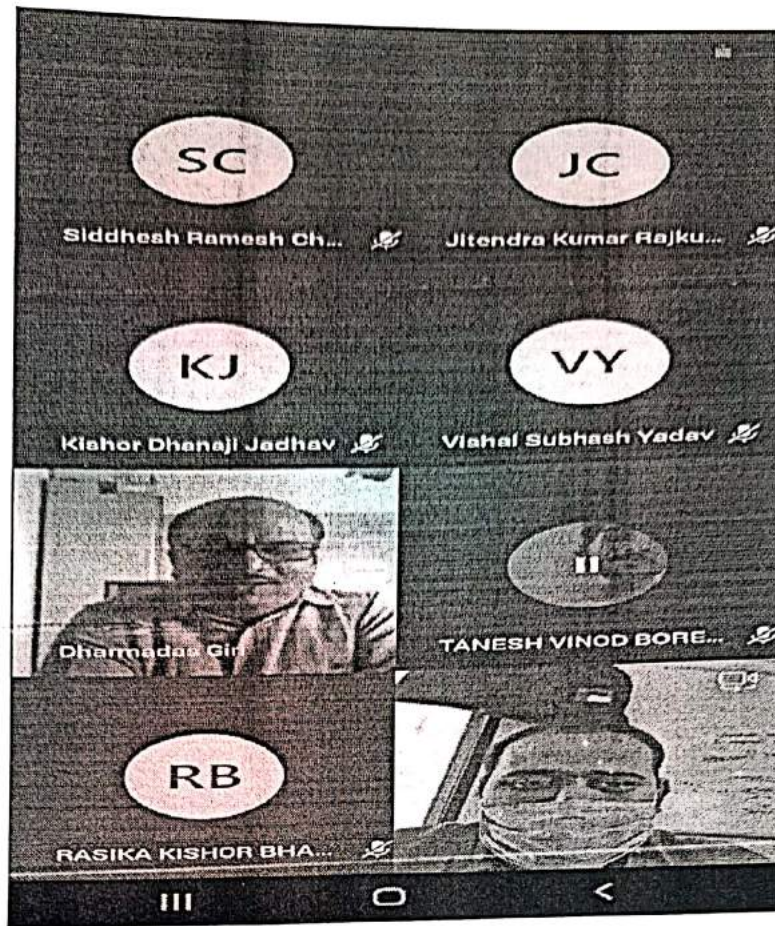 SC
JC
Siddhesh Ramesh Ch...
Jitendra Kumar Rajku...
KJ
VY
Kishor Dhanaji Jadhav
Vishal Subhash Yadav
Dharmadas Giri
TANESH VINOD BORE...
RB
RASIKA KISHOR BHA...